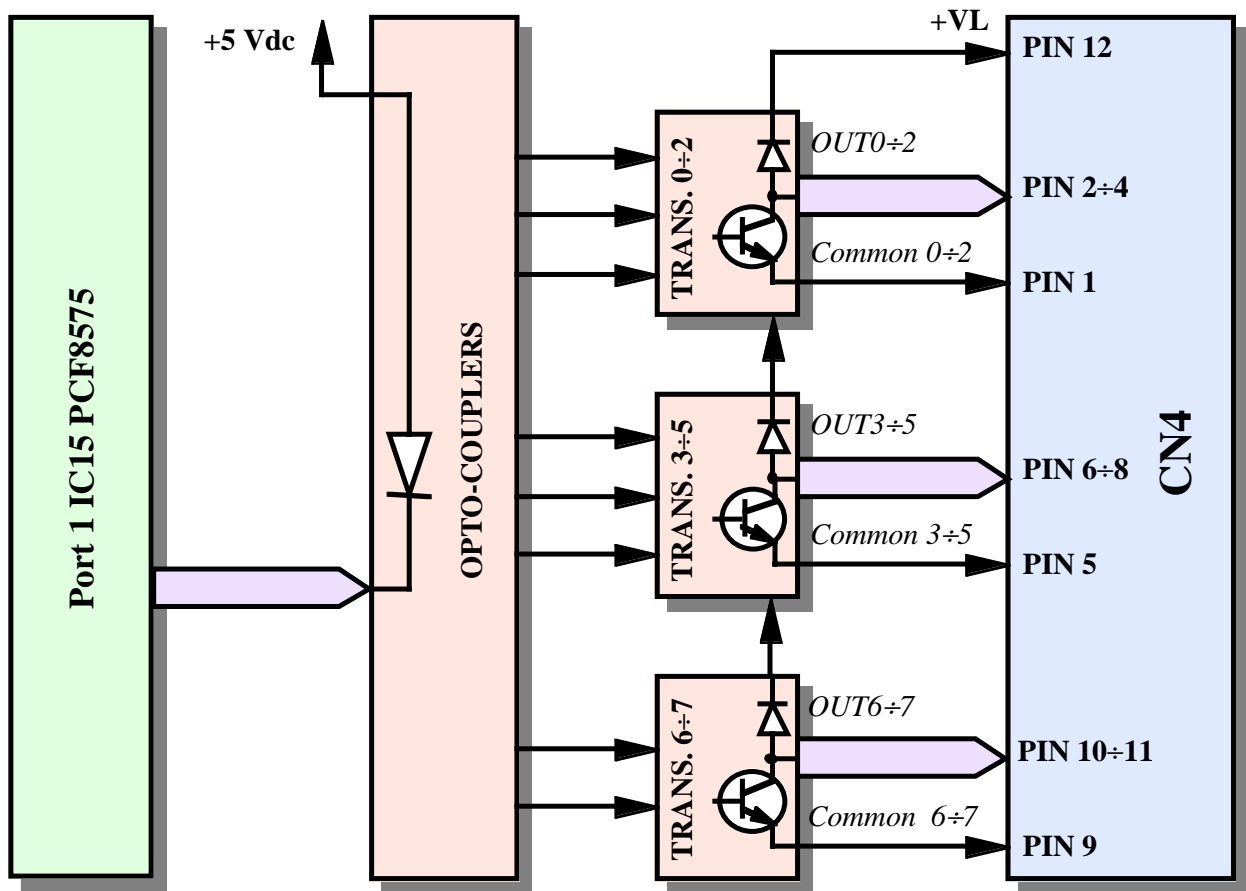 Port 1 IC15 PCF8575
+5 Vdc
OPTO-COUPLERS
TRANS. 0÷2
OUT0÷2
Common 0÷2
TRANS. 3÷5
OUT3÷5
Common 3÷5
TRANS. 6÷7
OUT6÷7
Common 6÷7
+VL
PIN 12
PIN 2÷4
PIN 1
PIN 6÷8
PIN 5
PIN 10÷11
PIN 9
CN4